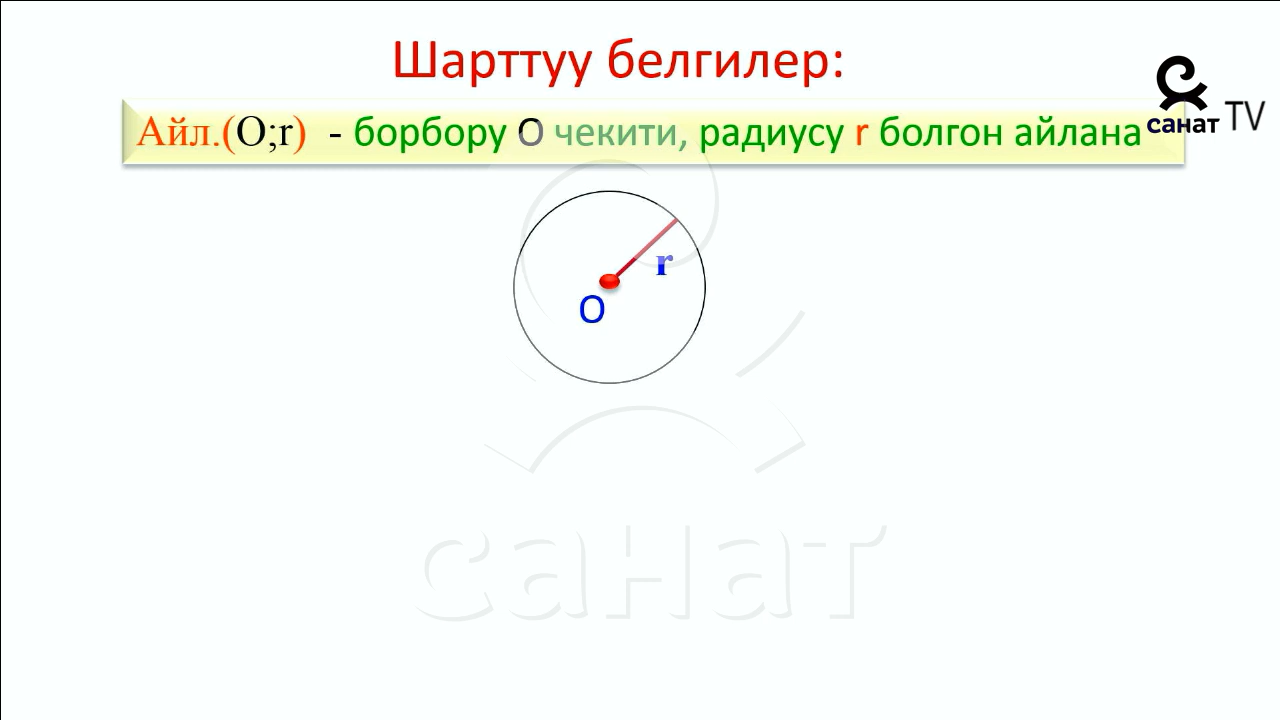 Шарттуу белгилер:
Айл.(O;r) - борбору О чекити, радиусу r болгон айлана
санат TV
r
О
санат